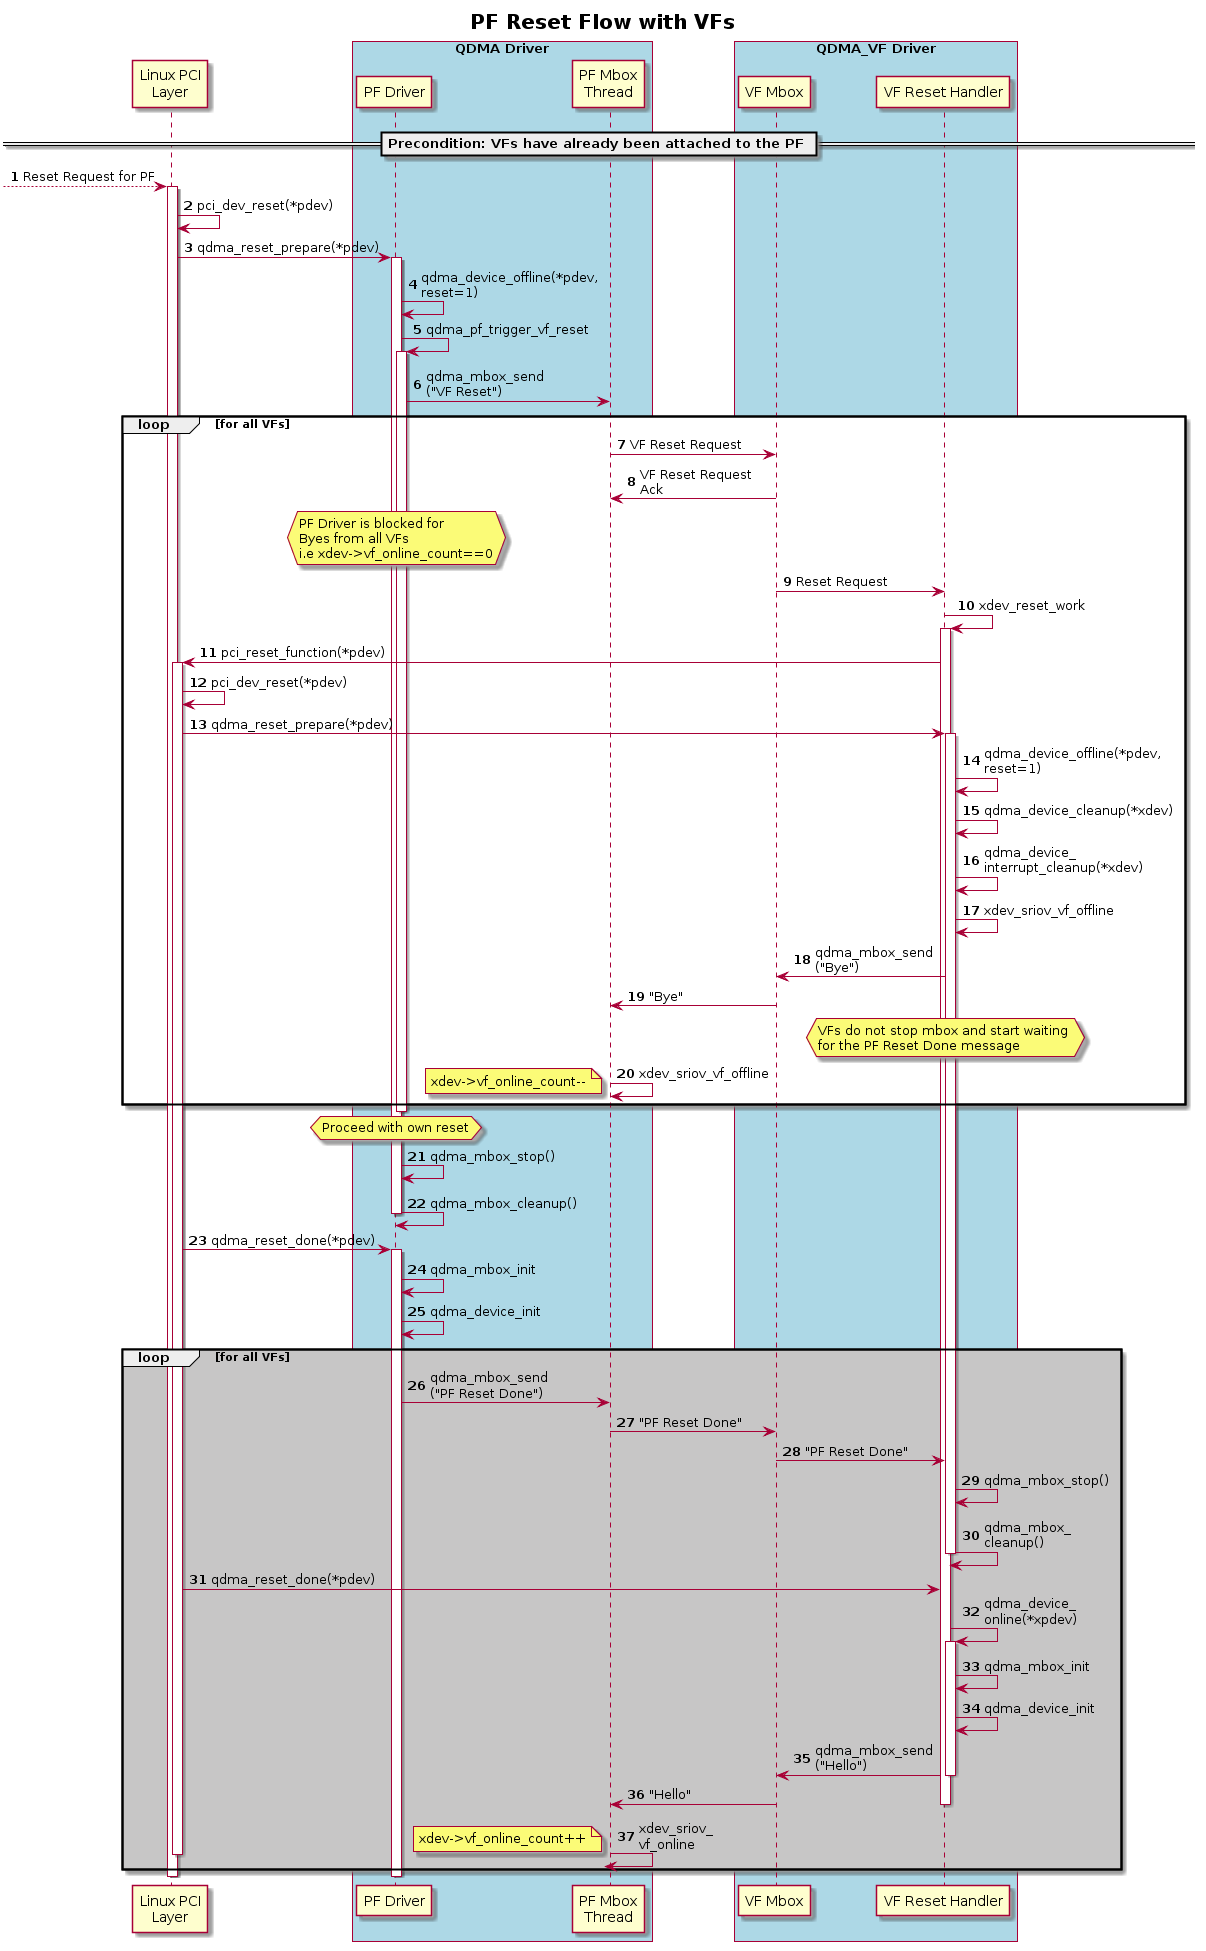 PF Reset Flow with VFs
QDMA Driver
QDMA_VF Driver
Linux PCI
Layer
PF Driver
PF Mbox
Thread
VF Mbox
VF Reset Handler
Precondition: VFs have already been attached to the PF
1 Reset Request for PF
2 pci_dev_reset(*pdev)
3 qdma_reset_prepare(*pdev)
4 qdma_device_offline(*pdev,
reset=1)
5 qdma_pf_trigger_vf_reset
6 qdma_mbox_send
("VF Reset")
loop [for all VFs]
7 VF Reset Request
8 VF Reset Request
Ack
PF Driver is blocked for
Byes from all VFs
i.e xdev->vf_online_count==0
9 Reset Request
10 xdev_reset_work
11 pci_reset_function(*pdev)
12 pci_dev_reset(*pdev)
13 qdma_reset_prepare(*pdev)
14 qdma_device_offline(*pdev,
reset=1)
15 qdma_device_cleanup(*xdev)
16 qdma_device_
interrupt_cleanup(*xdev)
17 xdev_sriov_vf_offline
18 qdma_mbox_send
("Bye")
19 "Bye"
VFs do not stop mbox and start waiting
for the PF Reset Done message
xdev->vf_online_count--
20 xdev_sriov_vf_offline
Proceed with own reset
21 qdma_mbox_stop()
22 qdma_mbox_cleanup()
23 qdma_reset_done(*pdev)
24 qdma_mbox_init
25 qdma_device_init
loop [for all VFs]
26 qdma_mbox_send
("PF Reset Done")
27 "PF Reset Done"
28 "PF Reset Done"
29 qdma_mbox_stop()
30 qdma_mbox_
cleanup()
31 qdma_reset_done(*pdev)
32 qdma_device_
online(*xpdev)
33 qdma_mbox_init
34 qdma_device_init
35 qdma_mbox_send
("Hello")
36 "Hello"
xdev->vf_online_count++
37 xdev_sriov_
vf_online
Linux PCI
Layer
PF Driver
PF Mbox
Thread
VF Mbox
VF Reset Handler